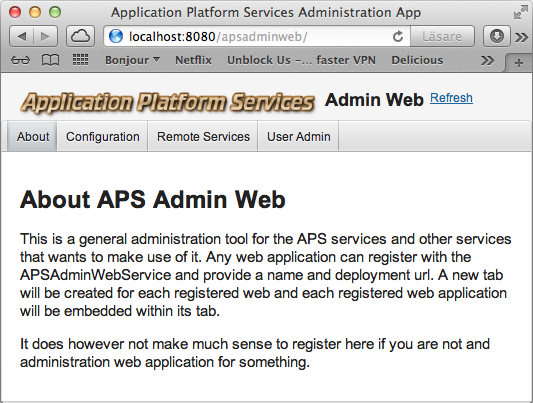 Application Platform Services Administration App
localhost:8080/apsadminweb/
Läsare
Bonjour Netflix Unblock Us -... faster VPN Delicious
Application Platform Services Admin Web Refresh
About Configuration Remote Services User Admin
About APS Admin Web
This is a general administration tool for the APS services and other services
that wants to make use of it. Any web application can register with the
APSAdminWebService and provide a name and deployment url. A new tab
will be created for each registered web and each registered web application
will be embedded within its tab.
It does however not make much sense to register here if you are not and
administration web application for something.